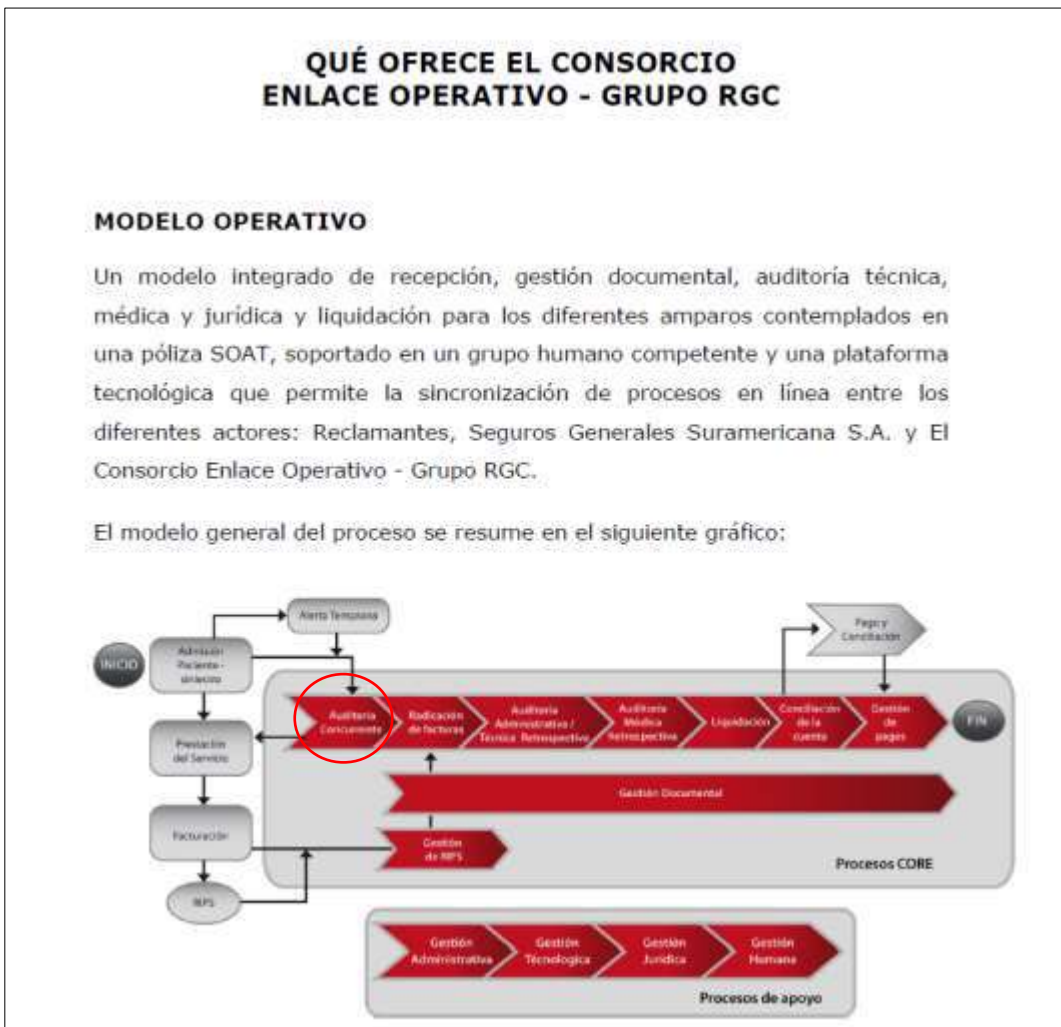 QUÉ OFRECE EL CONSORCIO
ENLACE OPERATIVO - GRUPO RGC
MODELO OPERATIVO
Un modelo integrado de recepción, gestión documental, auditoría técnica,
médica y jurídica y liquidación para los diferentes amparos contemplados en
una póliza SOAT, soportado en un grupo humano competente y una plataforma
tecnológica que permite la sincronización de procesos en línea entre los
diferentes actores: Reclamantes, Seguros Generales Suramericana S.A. y El
Consorcio Enlace Operativo - Grupo RGC.
El modelo general del proceso se resume en el siguiente gráfico:
Alerta Temprana
Pago y
Conciliación
INICIO
Admisión
Paciente -
siniestro
Auditoría
Concurrente
Radicación
de facturas
Auditoría
Administrativa /
Técnica Retrospectiva
Auditoría
Médica
Retrospectiva
Liquidación
Conciliación
de la
cuenta
Gestión
de
pagos
FIN
Prestación
del Servicio
Gestión Documental
Facturación
Gestión
de RIPS
Procesos CORE
RIPS
Gestión
Administrativa
Gestión
Tecnologica
Gestión
Juridica
Gestión
Humana
Procesos de apoyo